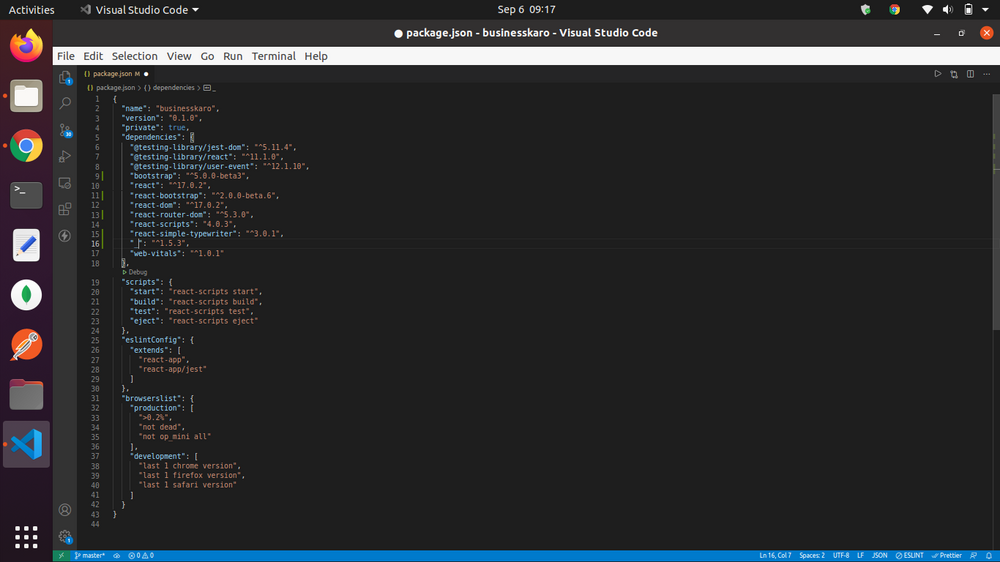 Activities
Visual Studio Code
Sep 6 09:17
● package.json - businesskaro - Visual Studio Code
File Edit Selection View Go Run Terminal Help
{} package.json M ●
{} package.json > {} dependencies > _
1 {
2 "name": "businesskaro",
3 "version": "0.1.0",
4 "private": true,
5 "dependencies": {
6 "@testing-library/jest-dom": "^5.11.4",
7 "@testing-library/react": "^11.1.0",
8 "@testing-library/user-event": "^12.1.10",
9 "bootstrap": "^5.0.0-beta3",
10 "react": "^17.0.2",
11 "react-bootstrap": "^2.0.0-beta.6",
12 "react-dom": "^17.0.2",
13 "react-router-dom": "^5.3.0",
14 "react-scripts": "4.0.3",
15 "react-simple-typewriter": "^3.0.1",
16 "_": "^1.5.3",
17 "web-vitals": "^1.0.1"
18 },
Debug
19 "scripts": {
20 "start": "react-scripts start",
21 "build": "react-scripts build",
22 "test": "react-scripts test",
23 "eject": "react-scripts eject"
24 },
25 "eslintConfig": {
26 "extends": [
27 "react-app",
28 "react-app/jest"
29 ]
30 },
31 "browserslist": {
32 "production": [
33 ">0.2%",
34 "not dead",
35 "not op_mini all"
36 ],
37 "development": [
38 "last 1 chrome version",
39 "last 1 firefox version",
40 "last 1 safari version"
41 ]
42 }
43 }
44
master* 0 0 Ln 16, Col 7 Spaces: 2 UTF-8 LF JSON ESLINT Prettier